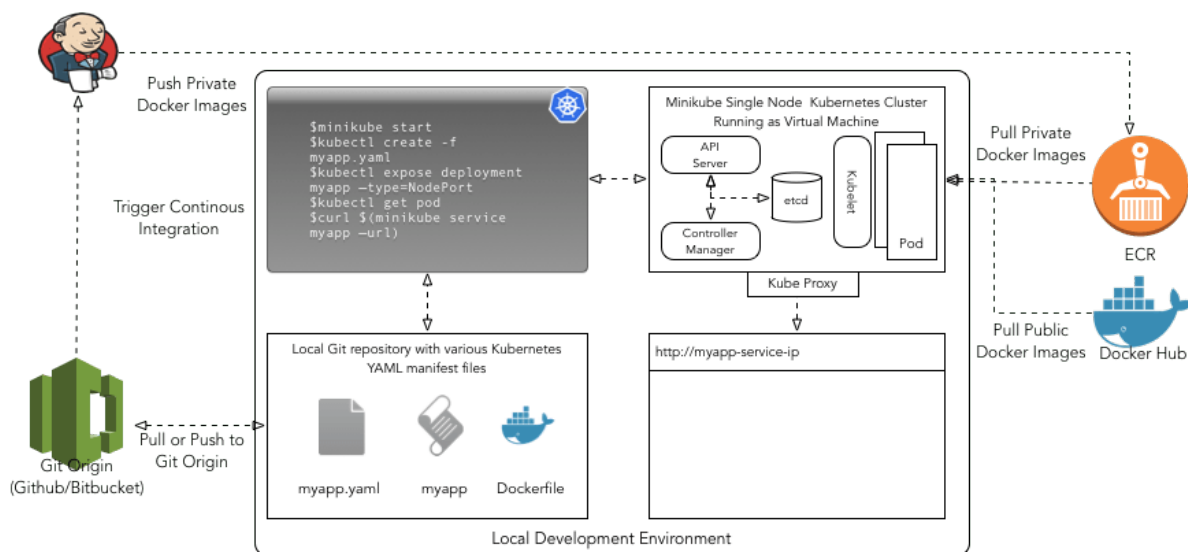 Push Private
Docker Images
$minikube start
$kubectl create -f
myapp.yaml
$kubectl expose deployment
myapp —type=NodePort
$kubectl get pod
$curl $(minikube service
myapp —url)
Minikube Single Node Kubernetes Cluster
Running as Virtual Machine
API
Server
etcd
Controller
Manager
Kubelet
Pod
Kube Proxy
Pull Private
Docker Images
ECR
Trigger Continous
Integration
Local Git repository with various Kubernetes
YAML manifest files
myapp.yaml
myapp
Dockerfile
http://myapp-service-ip
Pull Public
Docker Images
Docker Hub
Pull or Push to
Git Origin
Git Origin
(Github/Bitbucket)
Local Development Environment